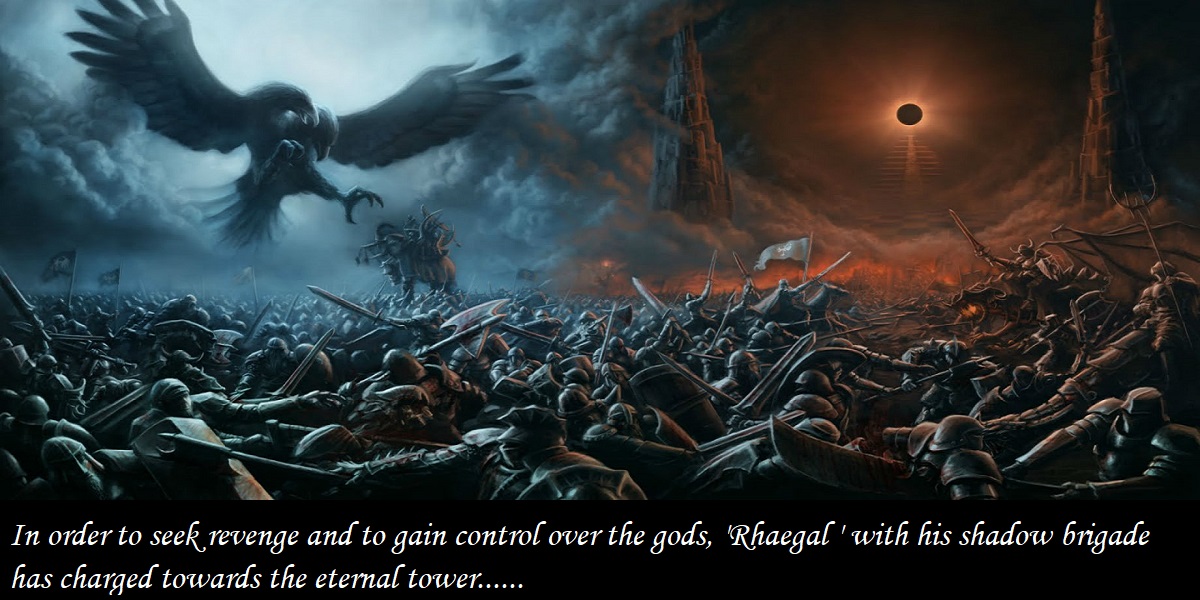 In order to seek revenge and to gain control over the gods, 'Rhaegal ' with his shadow brigade
has charged towards the eternal tower......